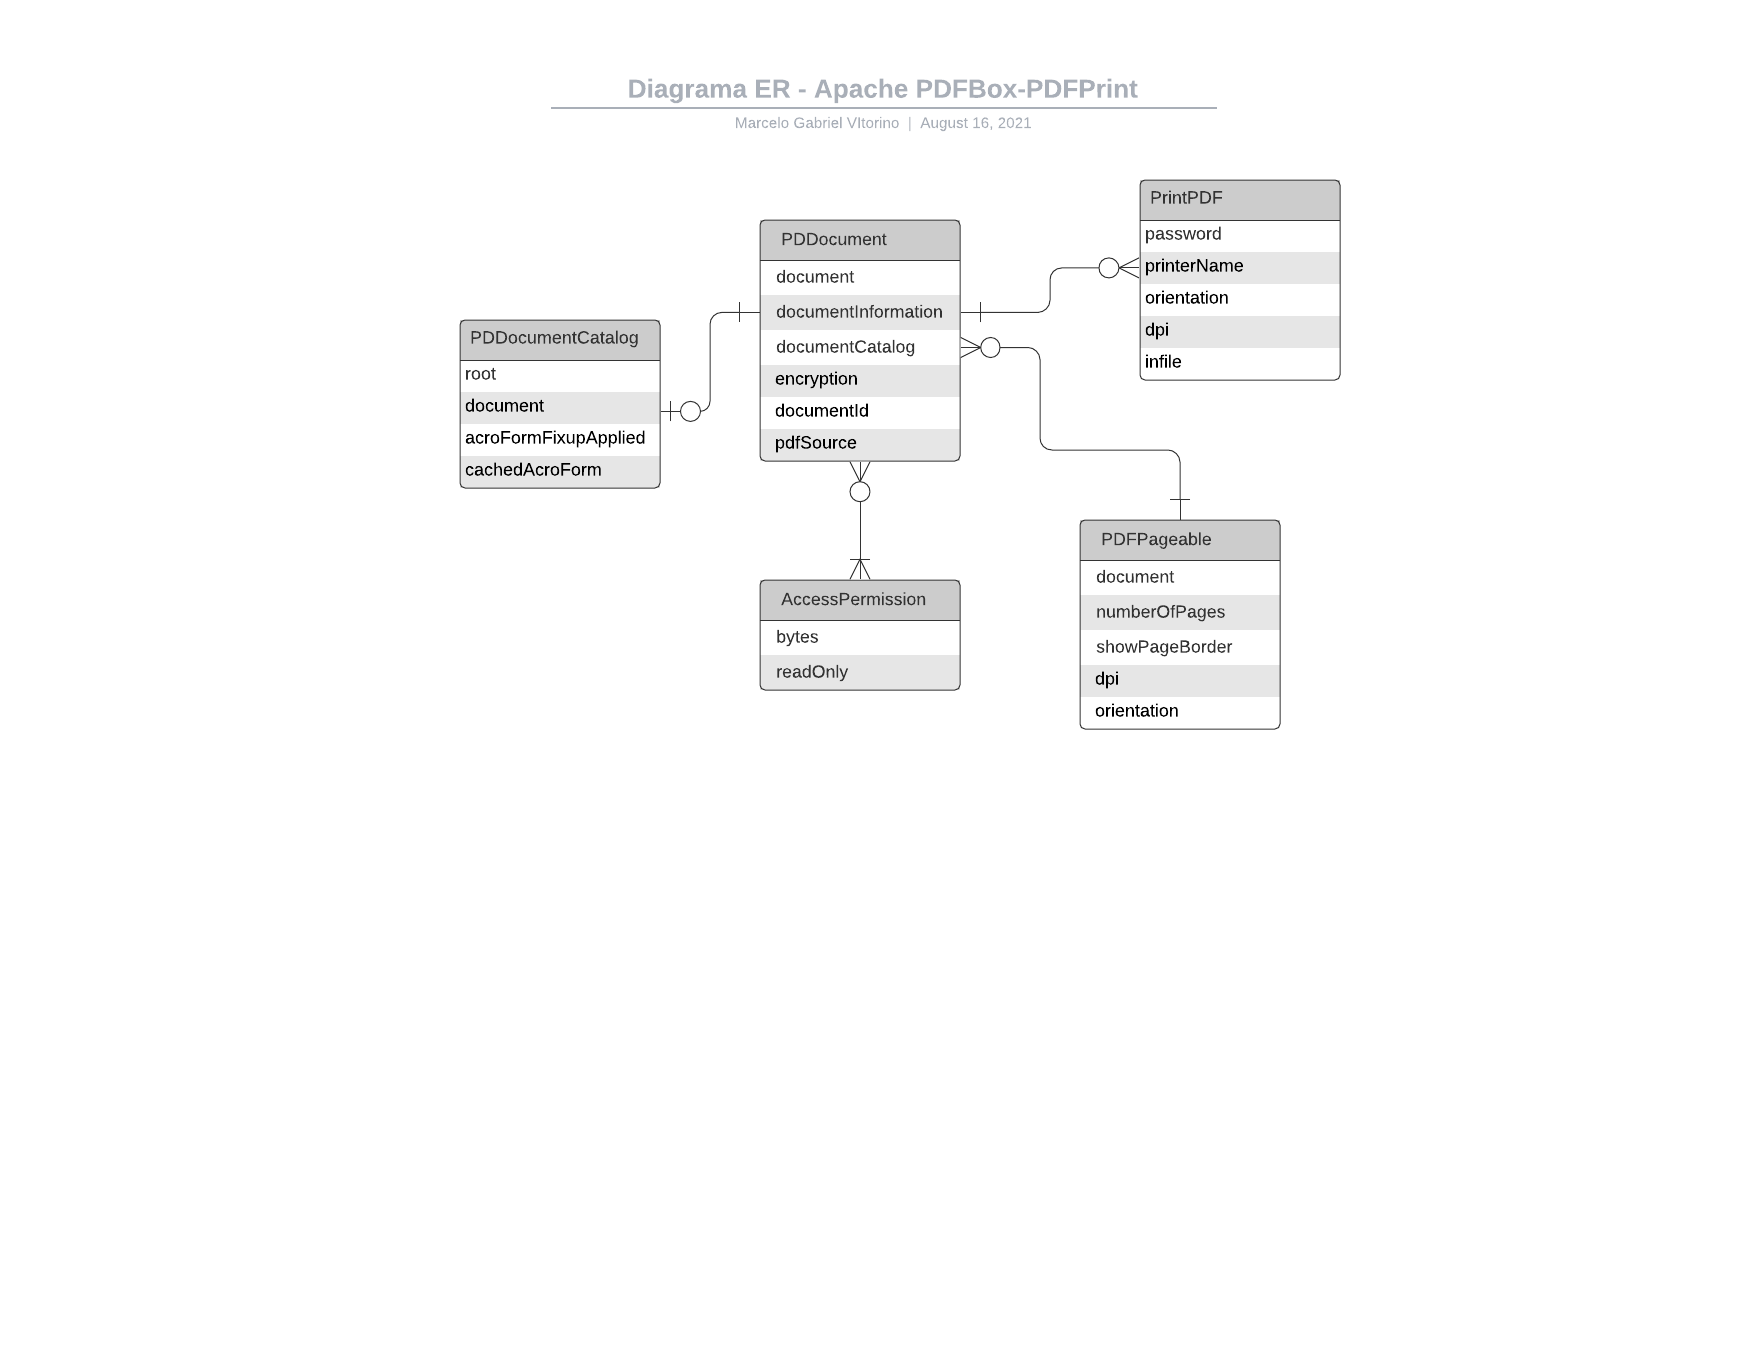 Diagrama ER - Apache PDFBox-PDFPrint
Marcelo Gabriel VItorino | August 16, 2021
PDDocumentCatalog
root
document
acroFormFixupApplied
cachedAcroForm
PDDocument
document
documentInformation
documentCatalog
encryption
documentId
pdfSource
PrintPDF
password
printerName
orientation
dpi
infile
AccessPermission
bytes
readOnly
PDFPageable
document
numberOfPages
showPageBorder
dpi
orientation